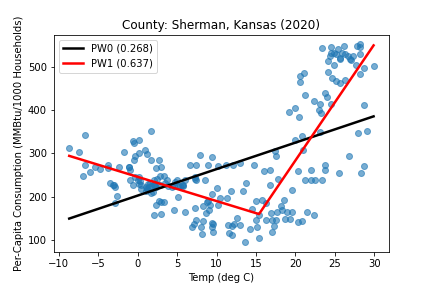 County: Sherman, Kansas (2020)
PW0 (0.268)
PW1 (0.637)
Per-Capita Consumption (MMBtu/1000 Households)
500
400
300
200
100
−10
−5
0
5
10
15
20
25
30
Temp (deg C)